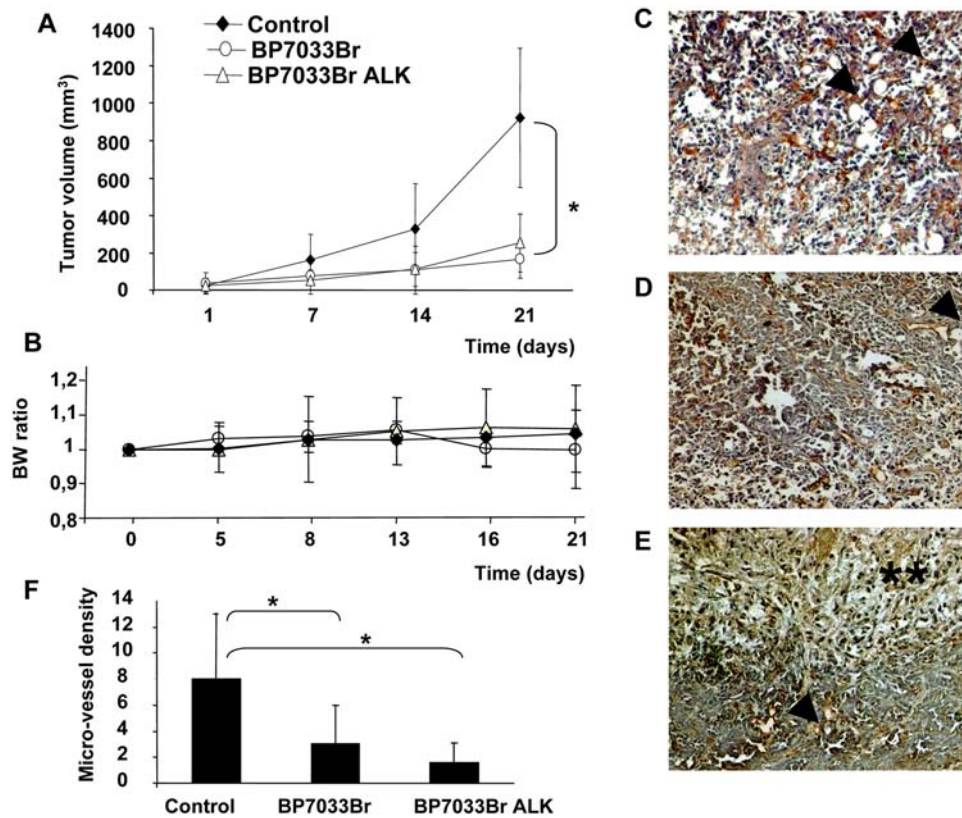 A
1400
1200
1000
800
600
400
200
0
Tumor volume (mm³)
Control
BP7033Br
BP7033Br ALK
*
1 7 14 21
Time (days)
B
1,2
1,1
1
0,9
0,8
BW ratio
0 5 8 13 16 21
Time (days)
F
14
12
10
8
6
4
2
0
Micro-vessel density
*
*
Control BP7033Br BP7033Br ALK
C
D
E
**